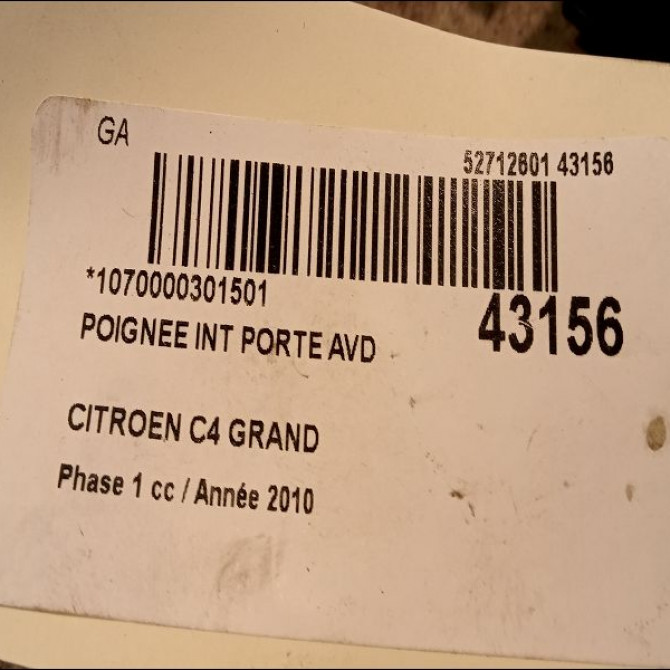 GA
52712601 43156
*1070000301501
43156
POIGNEE INT PORTE AVD
CITROEN C4 GRAND
Phase 1 cc / Année 2010